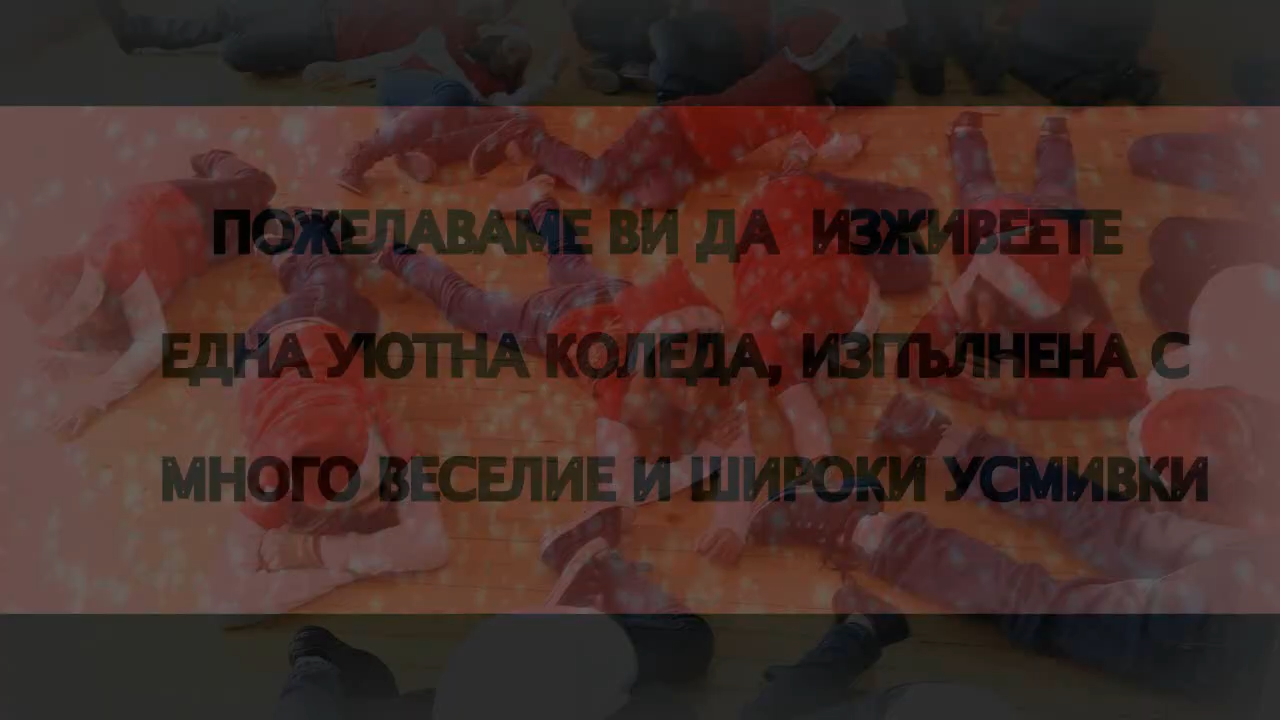 ПОЖЕЛАВАМЕ ВИ ДА ИЗЖИВЕЕТЕ
ЕДНА УЮТНА КОЛЕДА, ИЗПЪЛНЕНА С
МНОГО ВЕСЕЛИЕ И ШИРОКИ УСМИВКИ